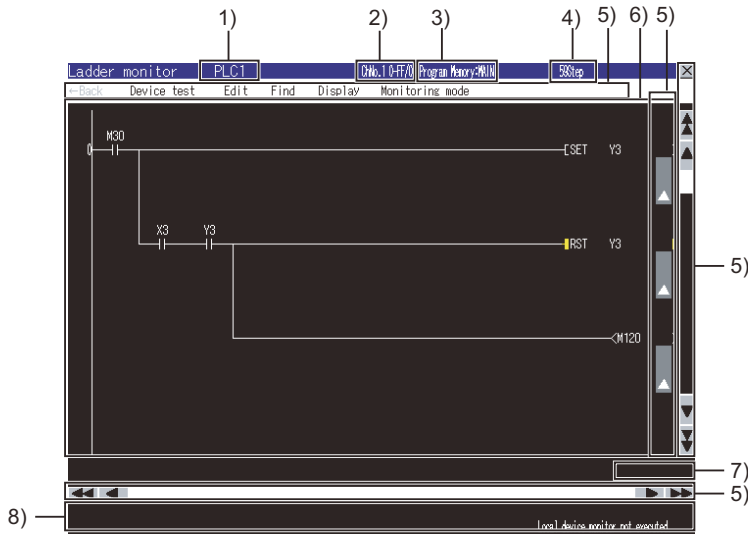 1) 2) 3) 4) 5) 6) 5)
Ladder monitor PLC1 ChNo.1 0-FF/0 Program Memory:MAIN 59Step
←Back Device test Edit Find Display Monitoring mode
M30
0 SET Y3
X3 Y3
RST Y3
5)
M120
7)
5)
8)
Local device monitor not executed